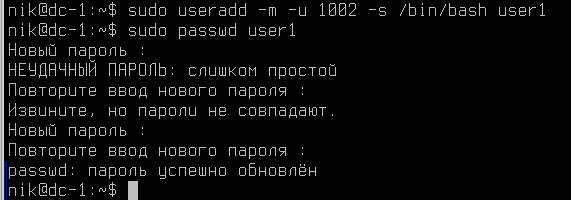 nik@dc-1:~$ sudo useradd -m -u 1002 -s /bin/bash user1
nik@dc-1:~$ sudo passwd user1
Новый пароль :
НЕУДАЧНЫЙ ПАРОЛЬ: слишком простой
Повторите ввод нового пароля :
Извините, но пароли не совпадают.
Новый пароль :
Повторите ввод нового пароля :
passwd: пароль успешно обновлён
nik@dc-1:~$